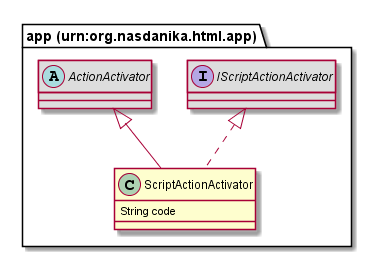 app (urn:org.nasdanika.html.app)
A ActionActivator
I IScriptActionActivator
C ScriptActionActivator
String code